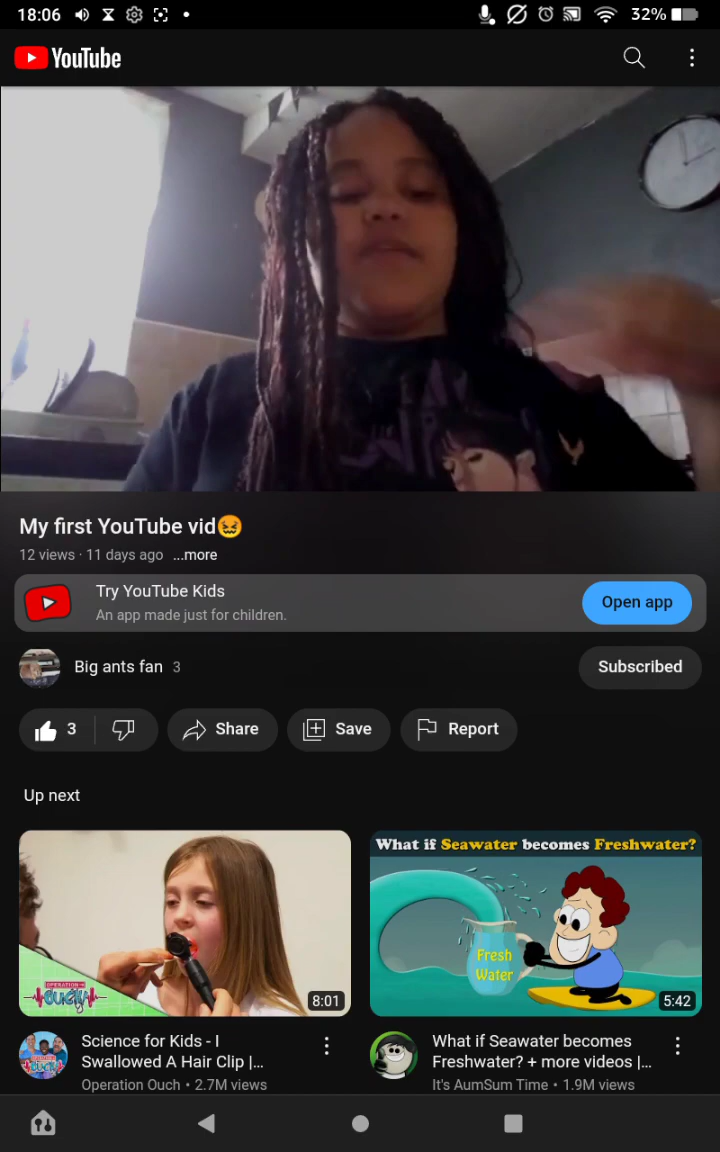 18:06
32%
YouTube
My first YouTube vid😖
12 views · 11 days ago ...more
Try YouTube Kids
An app made just for children.
Open app
Big ants fan 3
Subscribed
3
Share
Save
Report
Up next
OPERATION
OUCH
8:01
What if Seawater becomes Freshwater?
Fresh
Water
5:42
Science for Kids - I
Swallowed A Hair Clip |...
Operation Ouch • 2.7M views
What if Seawater becomes
Freshwater? + more videos |...
It's AumSum Time • 1.9M views